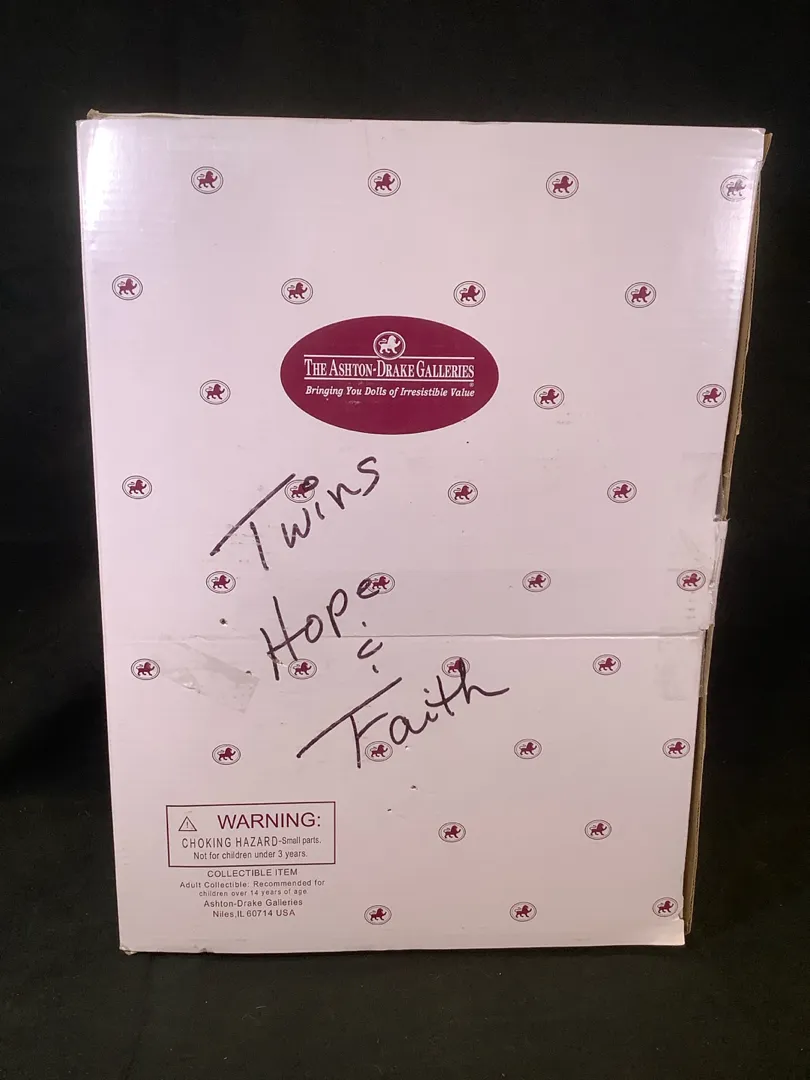 THE ASHTON-DRAKE GALLERIES
Bringing You Dolls of Irresistible Value®
Twins
Hope
&
Faith
WARNING:
CHOKING HAZARD-Small parts.
Not for children under 3 years.
COLLECTIBLE ITEM
Adult Collectible: Recommended for
children over 14 years of age
Ashton-Drake Galleries
Niles,IL 60714 USA